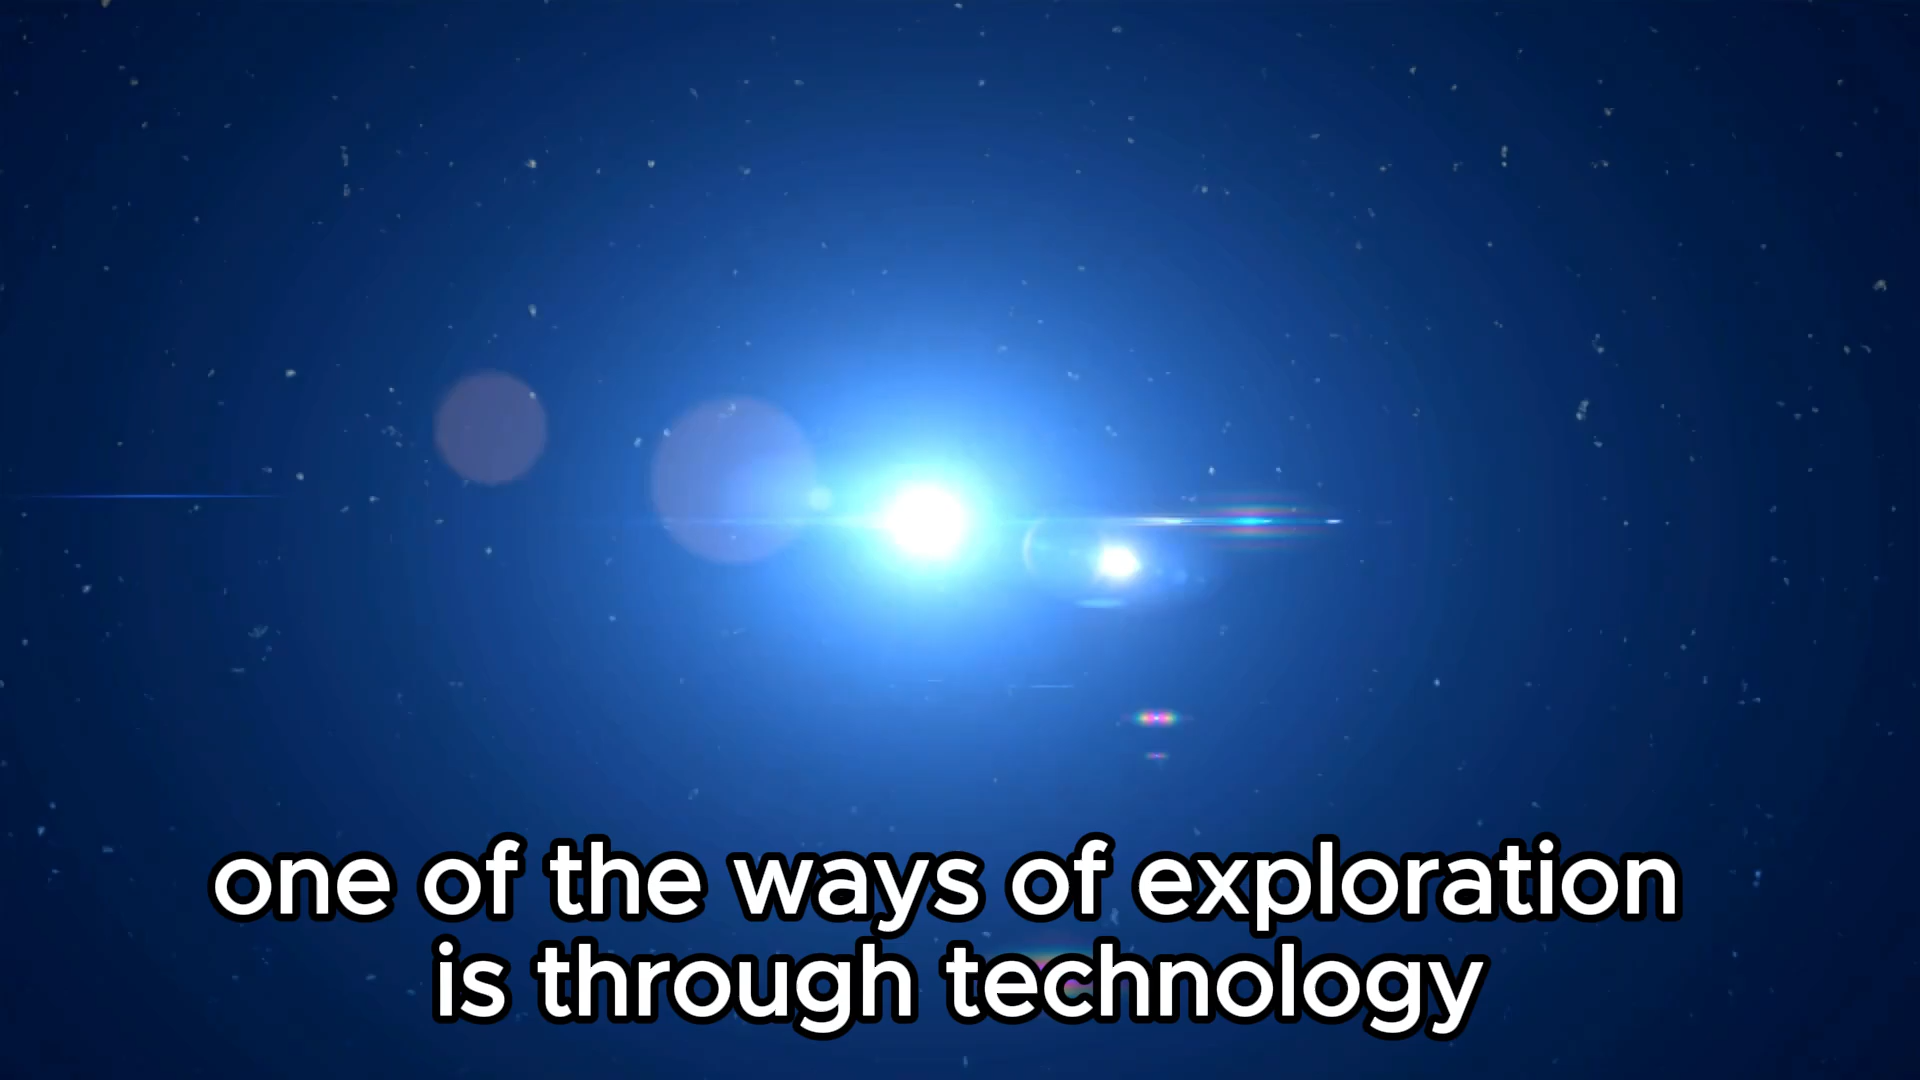 one of the ways of exploration
is through technology